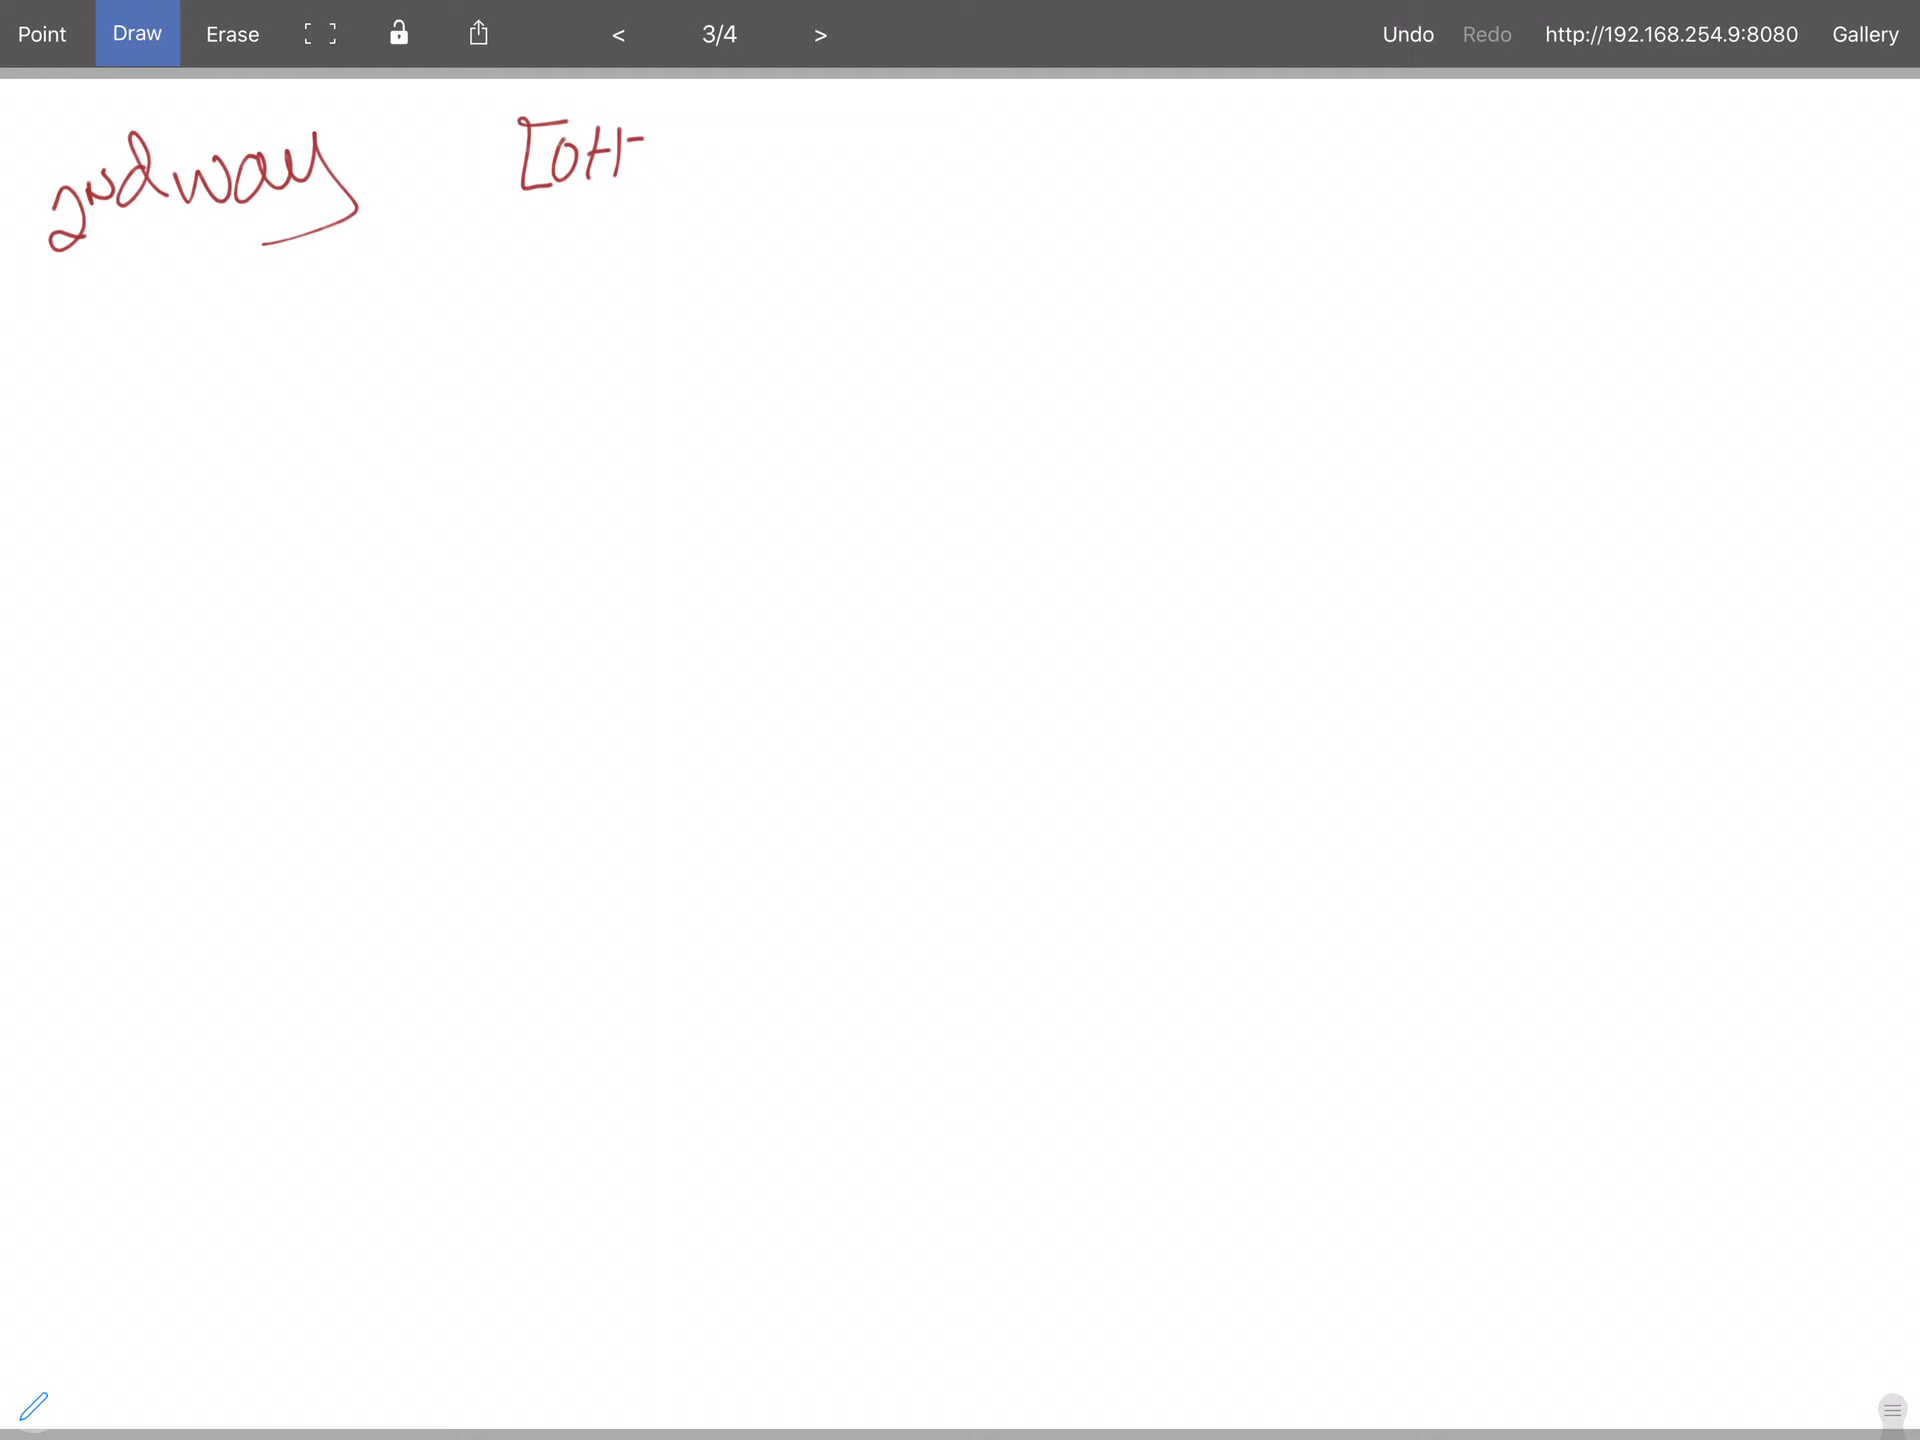 Point Draw Erase < 3/4 > Undo Redo http://192.168.254.9:8080 Gallery
2nd way [OH-